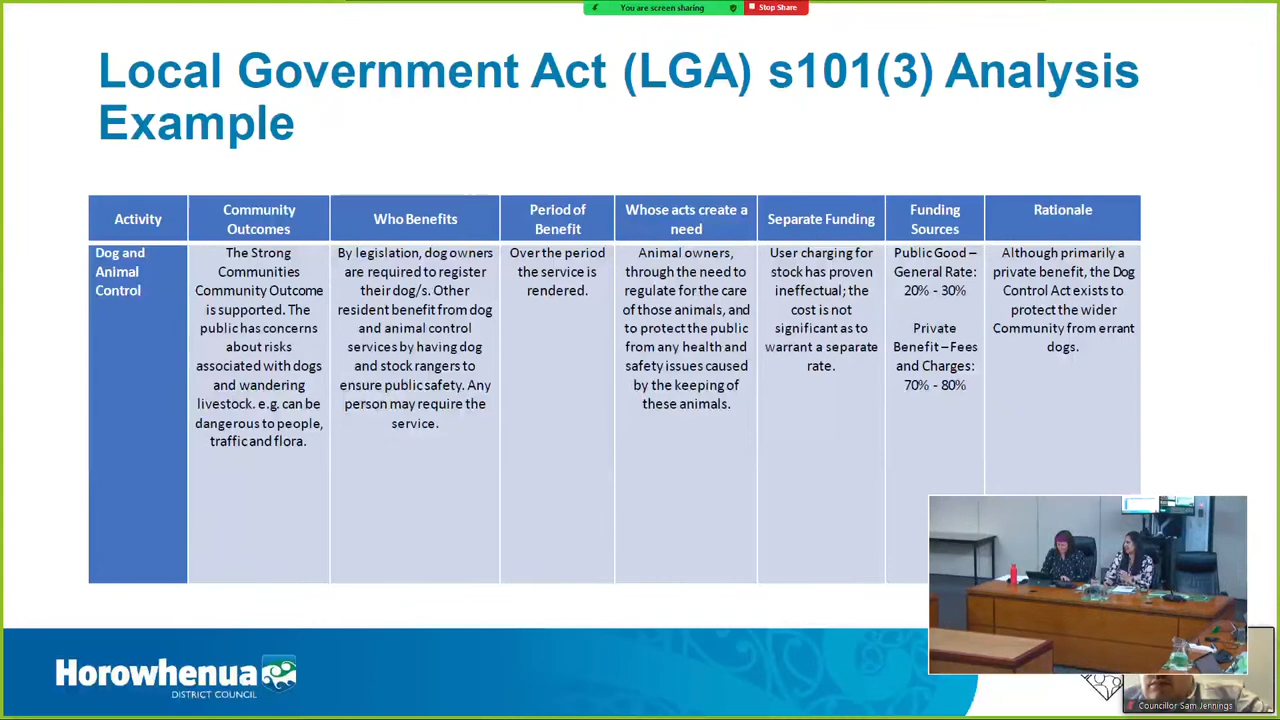 You are screen sharing
Stop Share
Local Government Act (LGA) s101(3) Analysis
Example
Activity
Community
Outcomes
Who Benefits
Period of
Benefit
Whose acts create a
need
Separate Funding
Funding
Sources
Rationale
Dog and
Animal
Control
The Strong
Communities
Community Outcome
is supported. The
public has concerns
about risks
associated with dogs
and wandering
livestock. e.g. can be
dangerous to people,
traffic and flora.
By legislation, dog owners
are required to register
their dog/s. Other
resident benefit from dog
and animal control
services by having dog
and stock rangers to
ensure public safety. Any
person may require the
service.
Over the period
the service is
rendered.
Animal owners,
through the need to
regulate for the care
of those animals, and
to protect the public
from any health and
safety issues caused
by the keeping of
these animals.
User charging for
stock has proven
ineffectual; the
cost is not
significant as to
warrant a separate
rate.
Public Good –
General Rate:
20% - 30%
Private
Benefit – Fees
and Charges:
70% - 80%
Although primarily a
private benefit, the Dog
Control Act exists to
protect the wider
Community from errant
dogs.
Horowhenua
DISTRICT COUNCIL
Councillor Sam Jennings